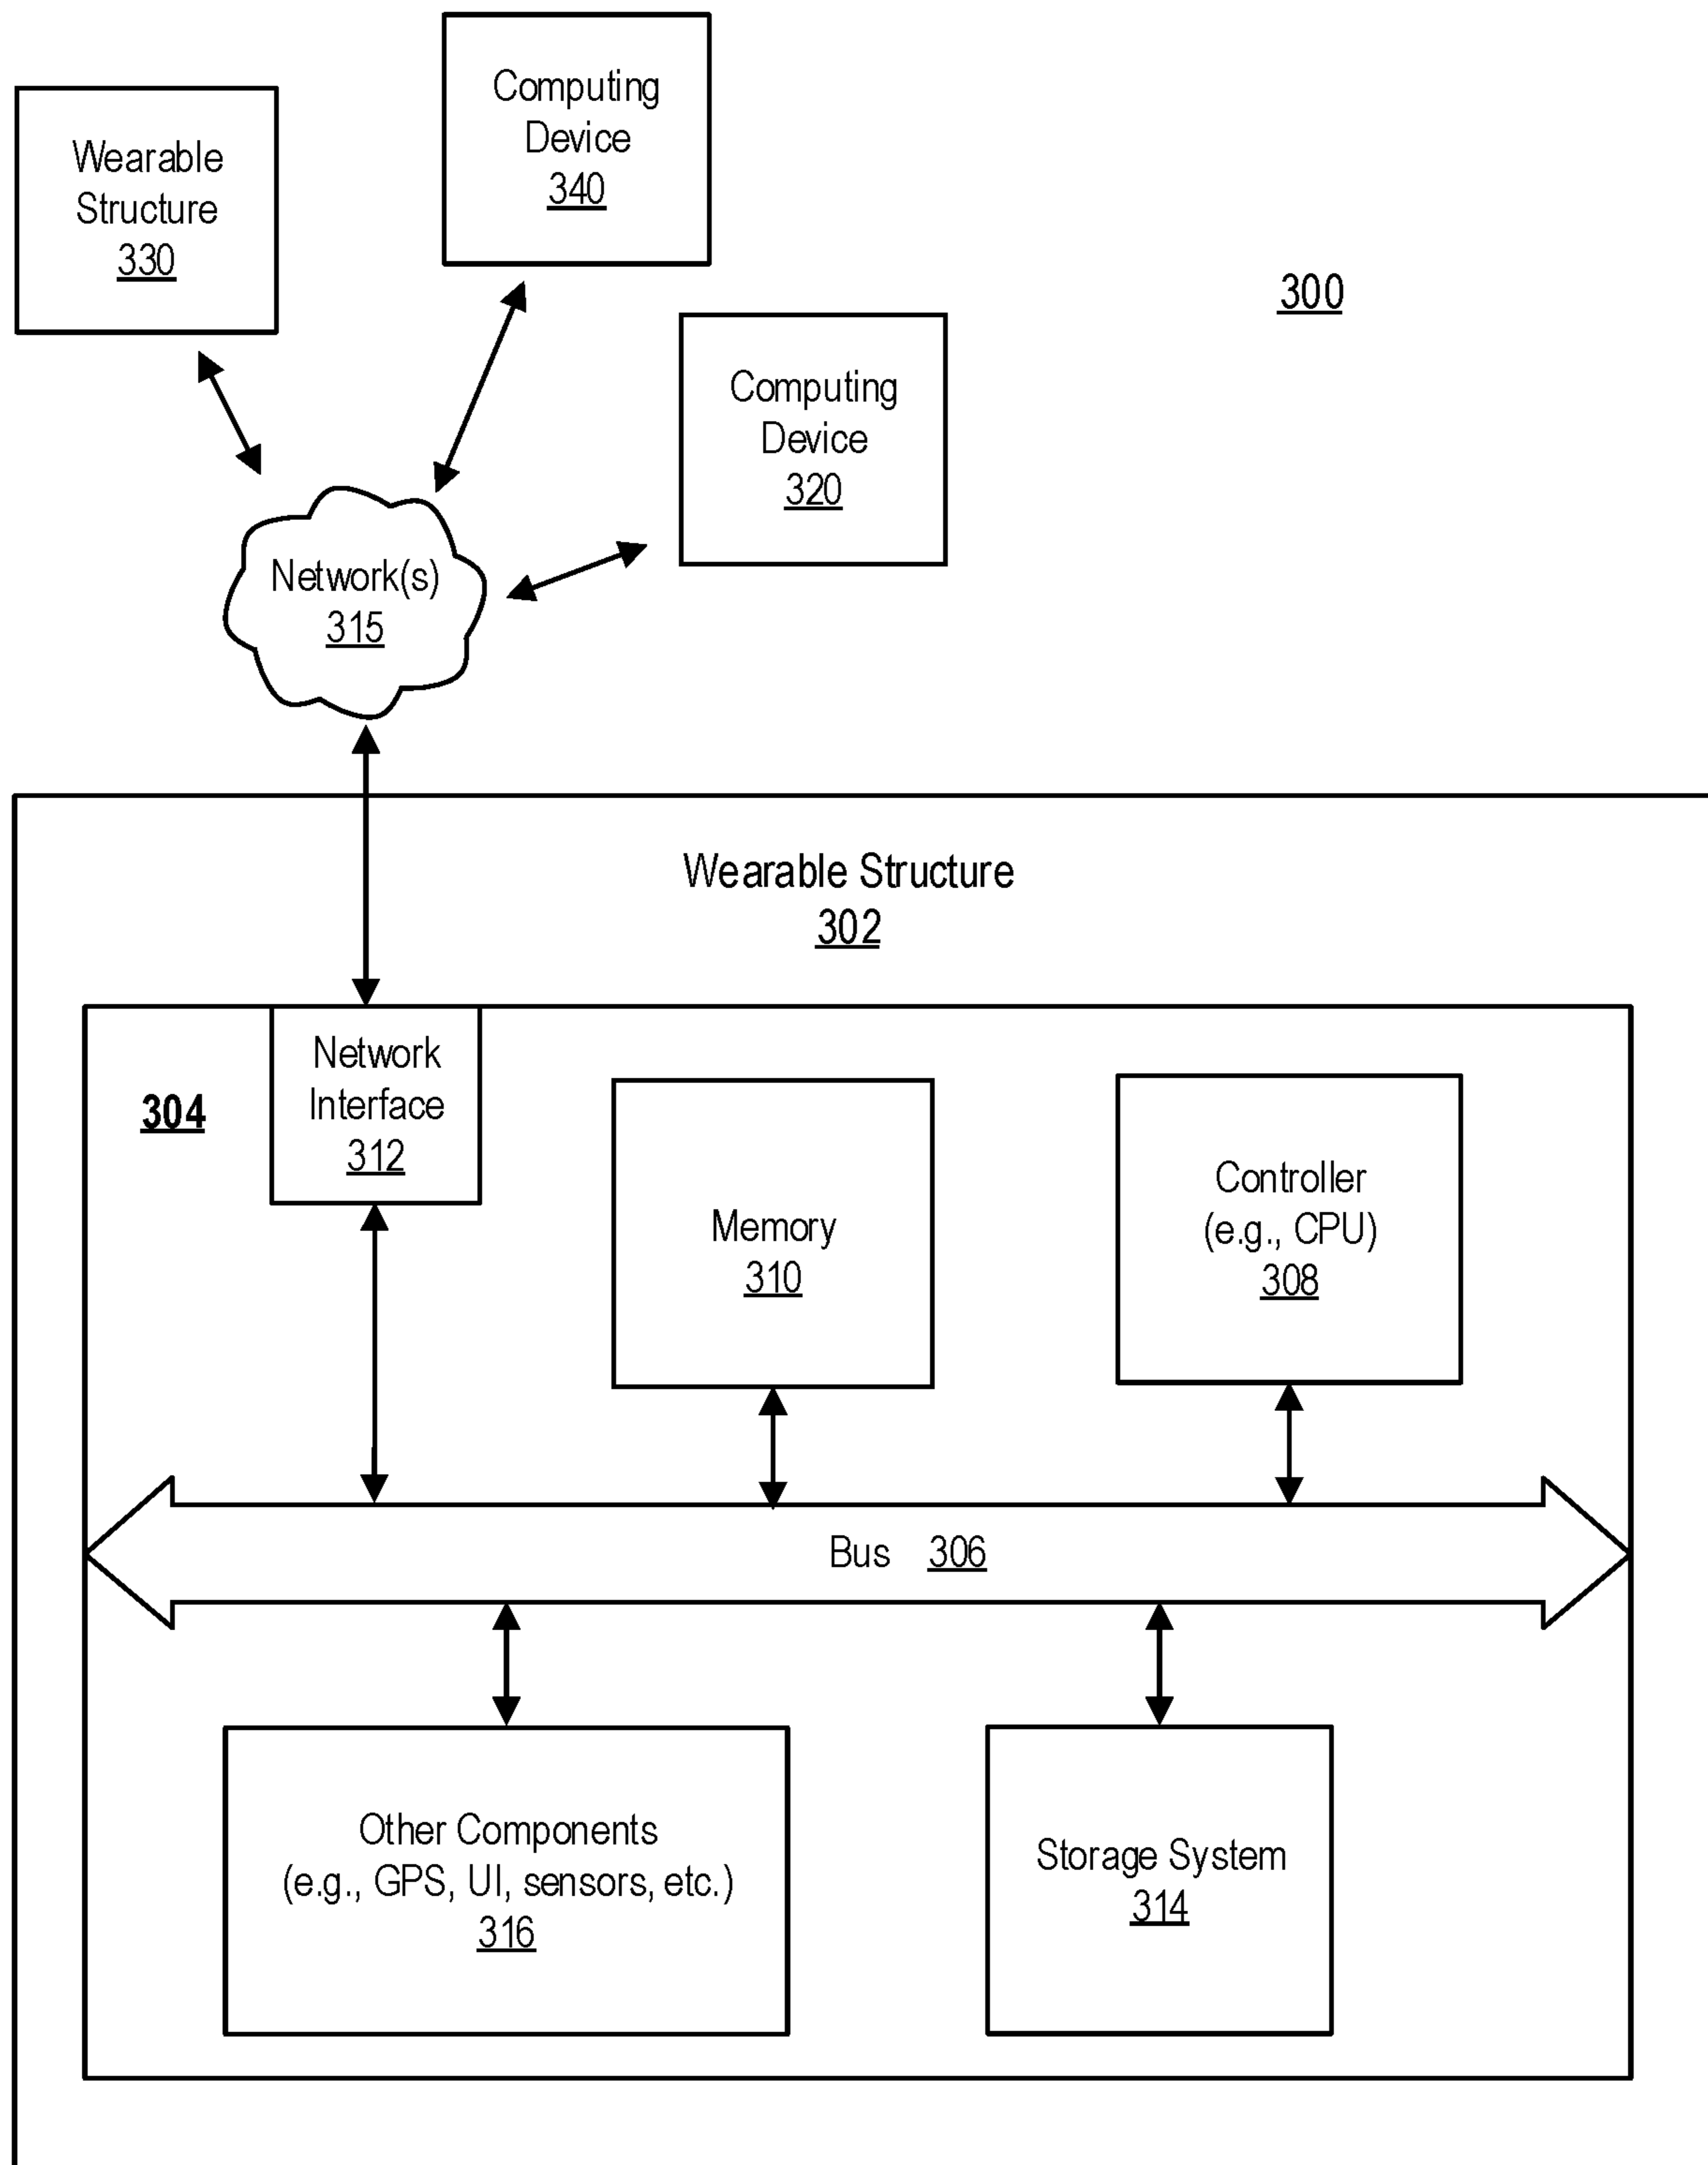 Computing
Device
340
Wearable
Structure
330
300
Computing
Device
320
Network(s)
315
Wearable Structure
302
304
Network
Interface
312
Memory
310
Controller
(e.g., CPU)
308
Bus 306
Other Components
(e.g., GPS, UI, sensors, etc.)
316
Storage System
314